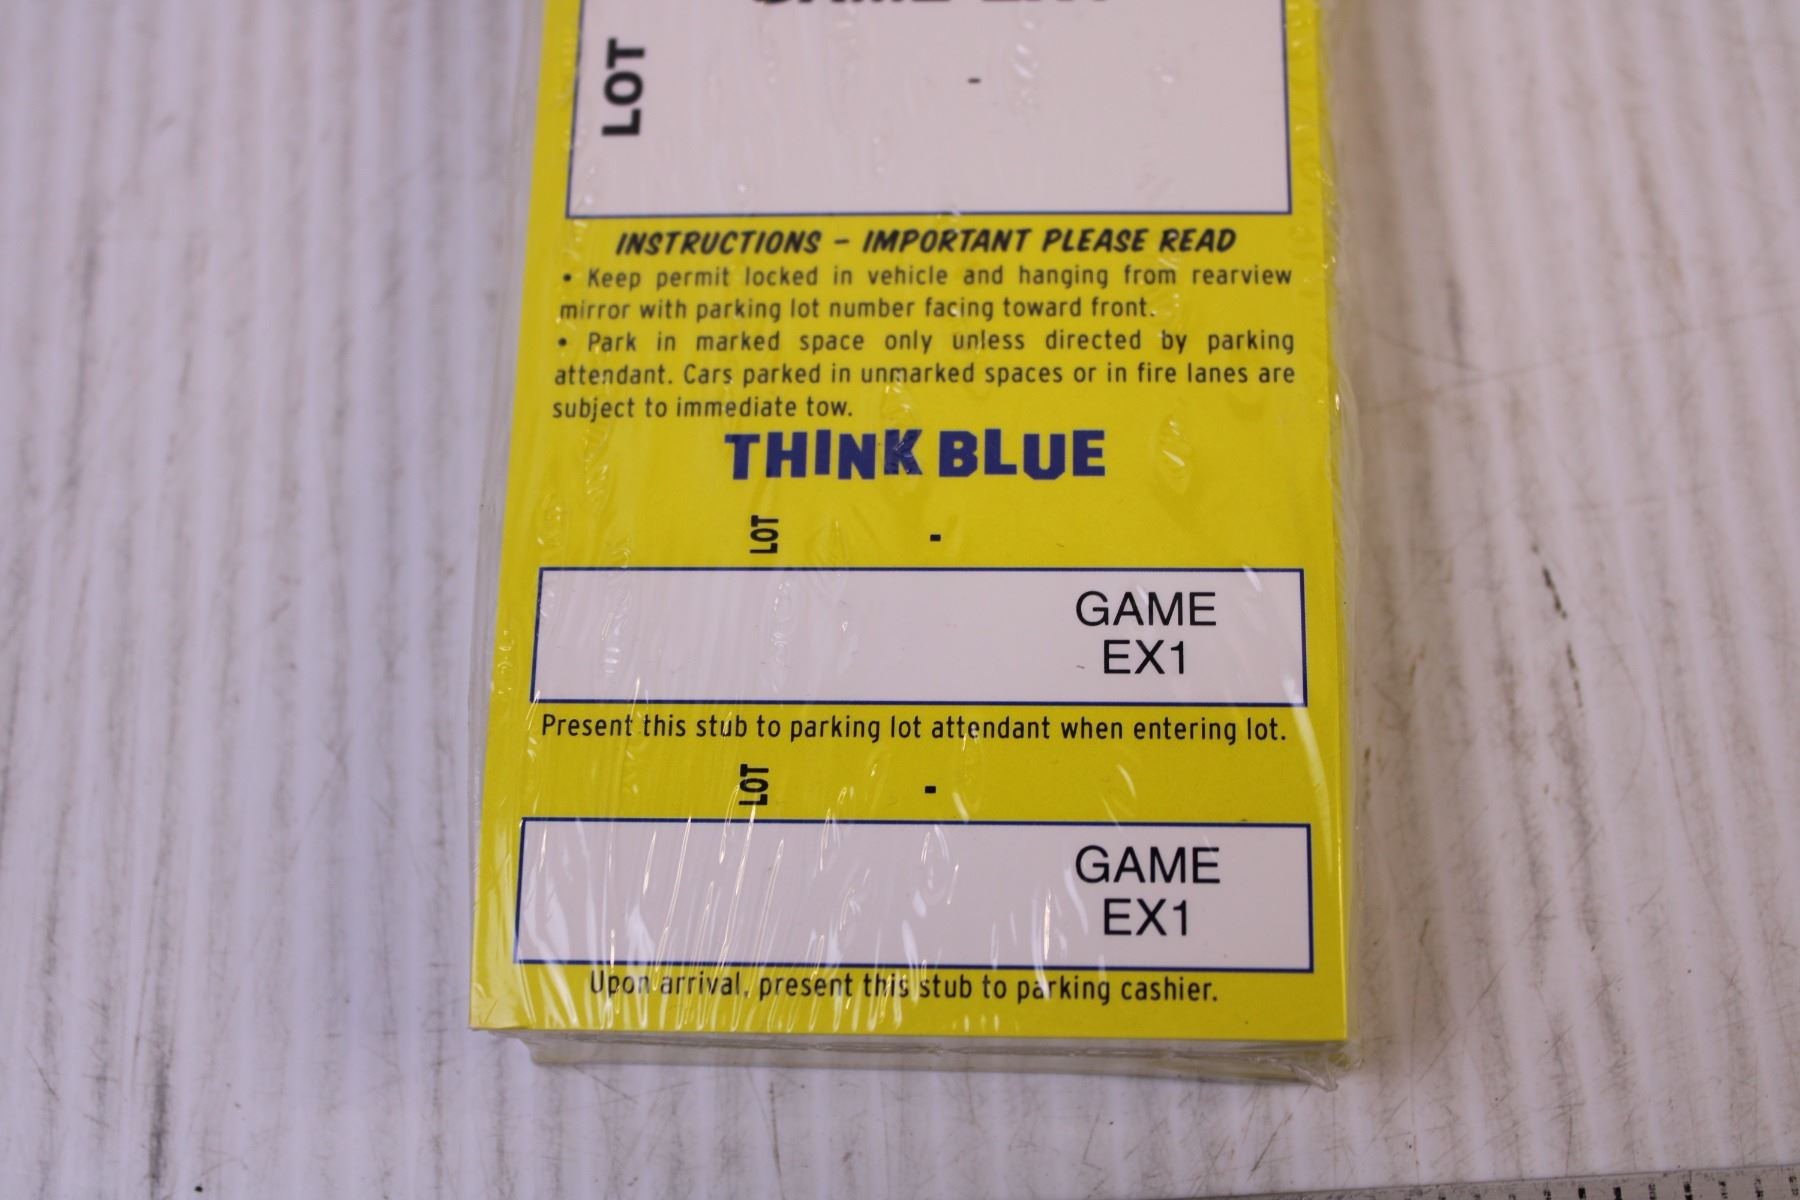 LOT
-
INSTRUCTIONS – IMPORTANT PLEASE READ
• Keep permit locked in vehicle and hanging from rearview
mirror with parking lot number facing toward front.
• Park in marked space only unless directed by parking
attendant. Cars parked in unmarked spaces or in fire lanes are
subject to immediate tow.
THINK BLUE
LOT -
GAME
EX1
Present this stub to parking lot attendant when entering lot.
LOT -
GAME
EX1
Upon arrival, present this stub to parking cashier.